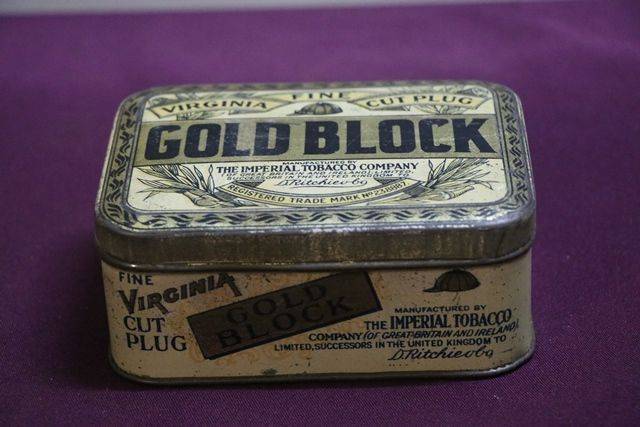 VIRGINIA FINE CUT PLUG
GOLD BLOCK
MANUFACTURED BY
THE IMPERIAL TOBACCO COMPANY
(OF GREAT BRITAIN AND IRELAND), LIMITED,
SUCCESSORS IN THE UNITED KINGDOM TO
D. Ritchie & Co
REGISTERED TRADE MARK No
FINE
VIRGINIA
CUT
PLUG
GOLD
BLOCK
MANUFACTURED BY
THE IMPERIAL TOBACCO
COMPANY (OF GREAT BRITAIN AND IRELAND),
LIMITED, SUCCESSORS IN THE UNITED KINGDOM TO
D. Ritchie & Co